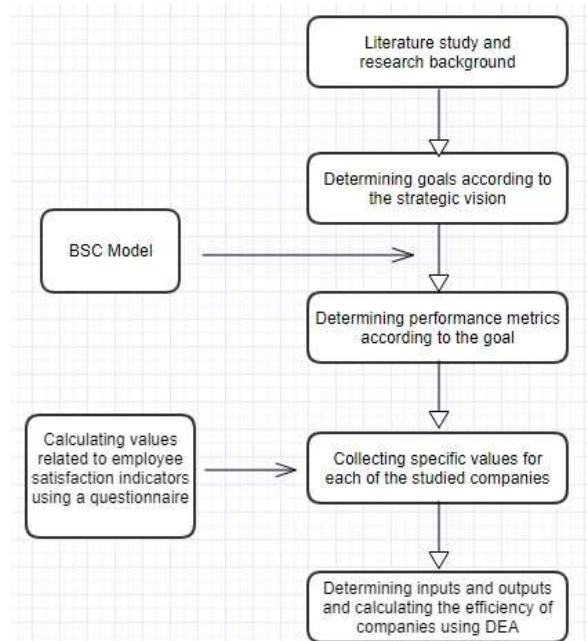 Literature study and
research background
Determining goals according to
the strategic vision
BSC Model
Determining performance metrics
according to the goal
Calculating values
related to employee
satisfaction indicators
using a questionnaire
Collecting specific values for
each of the studied companies
Determining inputs and outputs
and calculating the efficiency of
companies using DEA